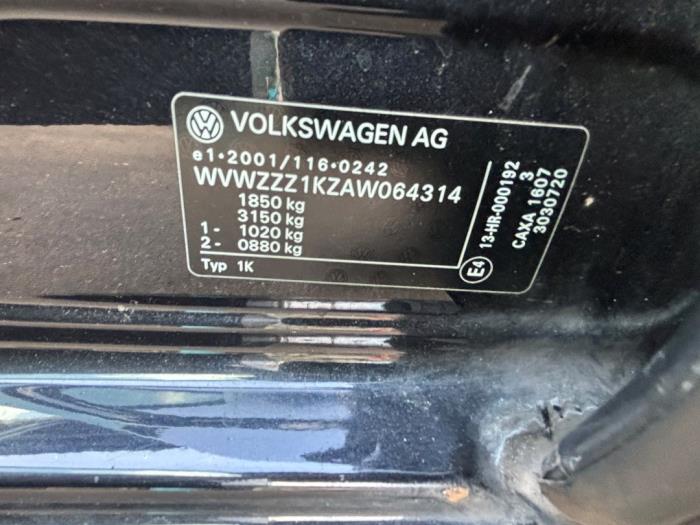 VOLKSWAGEN AG
e1*2001/116*0242
WVWZZZ1KZAW064314
1850 kg
3150 kg
1- 1020 kg
2- 0880 kg
Typ 1K
E4
13-HR-000192
3
CAXA 1607
3030720